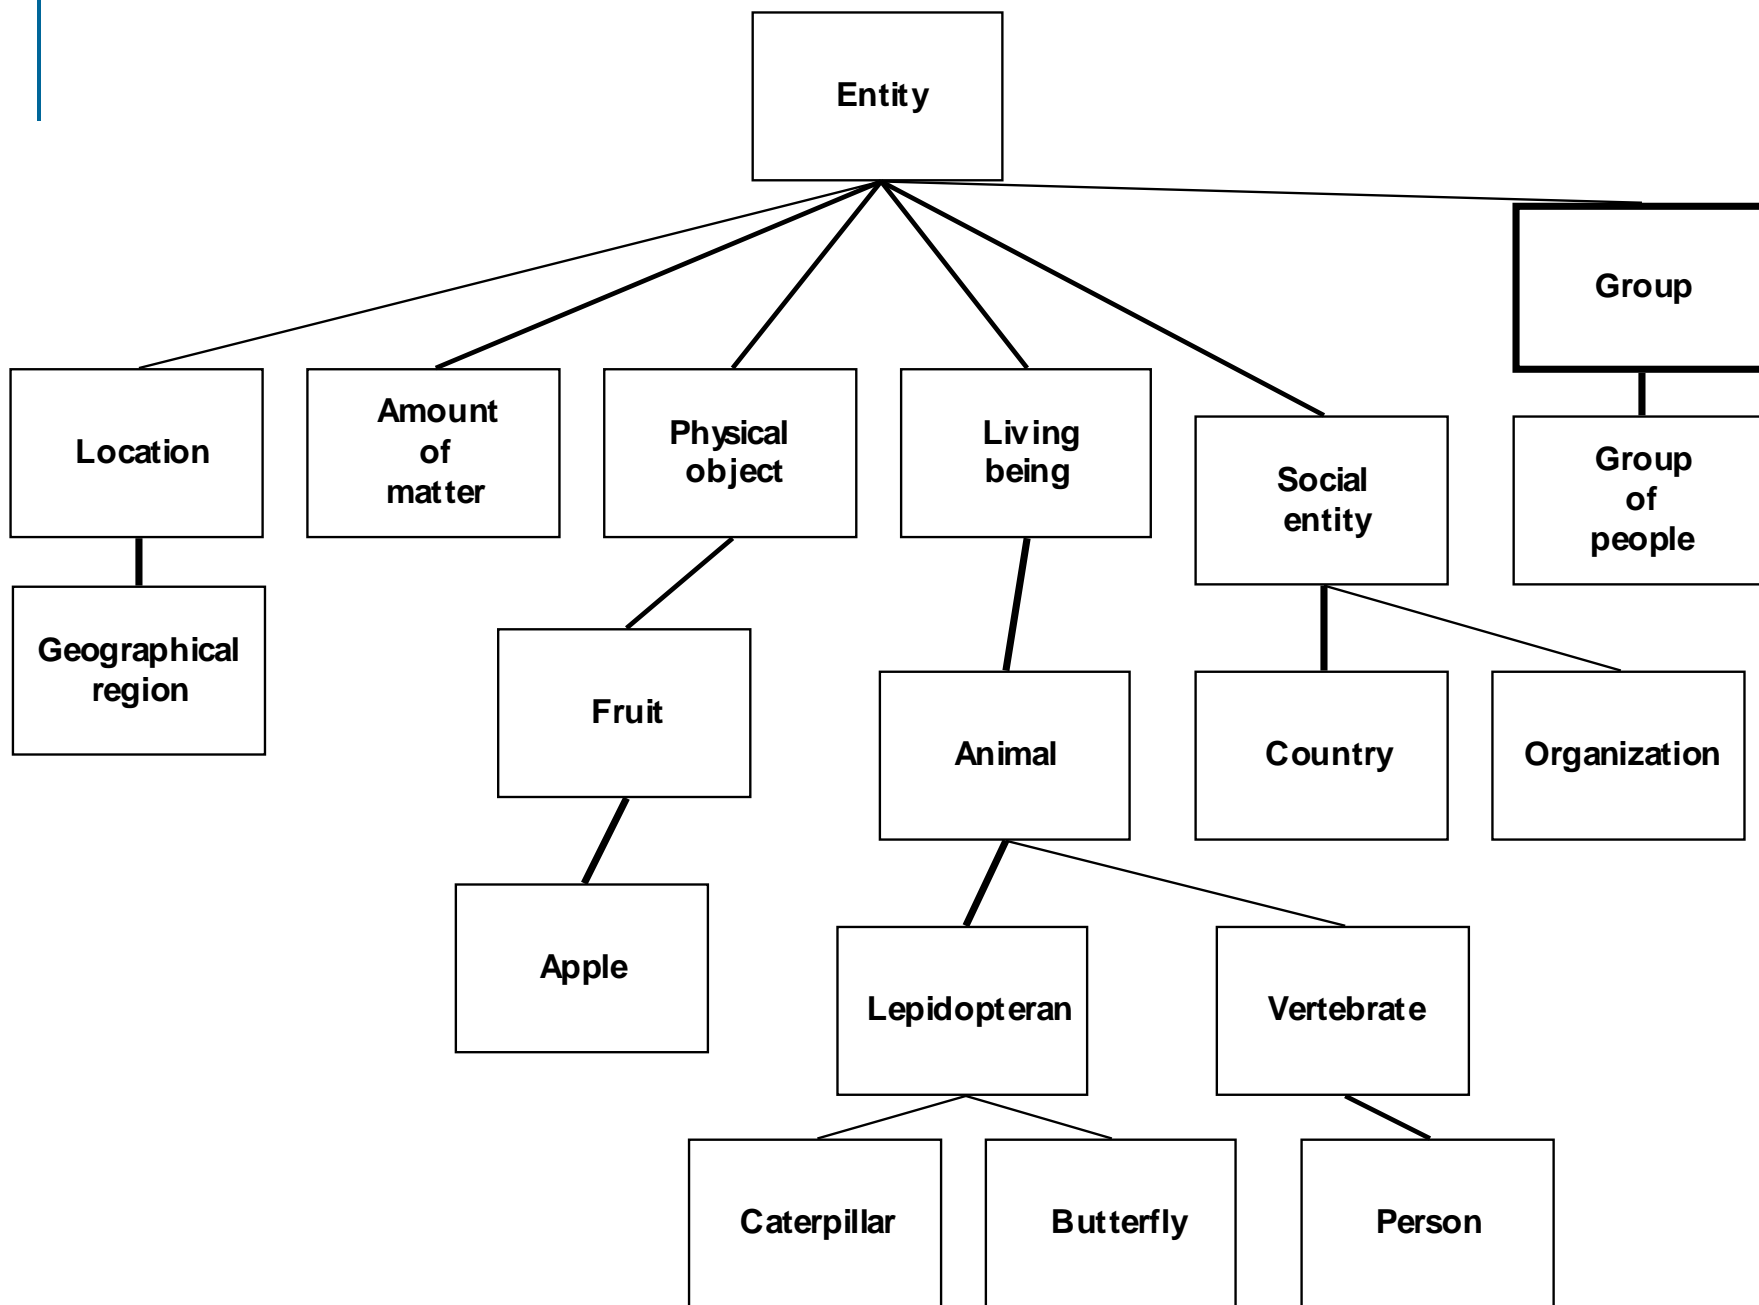 Entity
Group
Location
Amount
of
matter
Physical
object
Living
being
Social
entity
Group
of
people
Geographical
region
Fruit
Animal
Country
Organization
Apple
Lepidopteran
Vertebrate
Caterpillar
Butterfly
Person